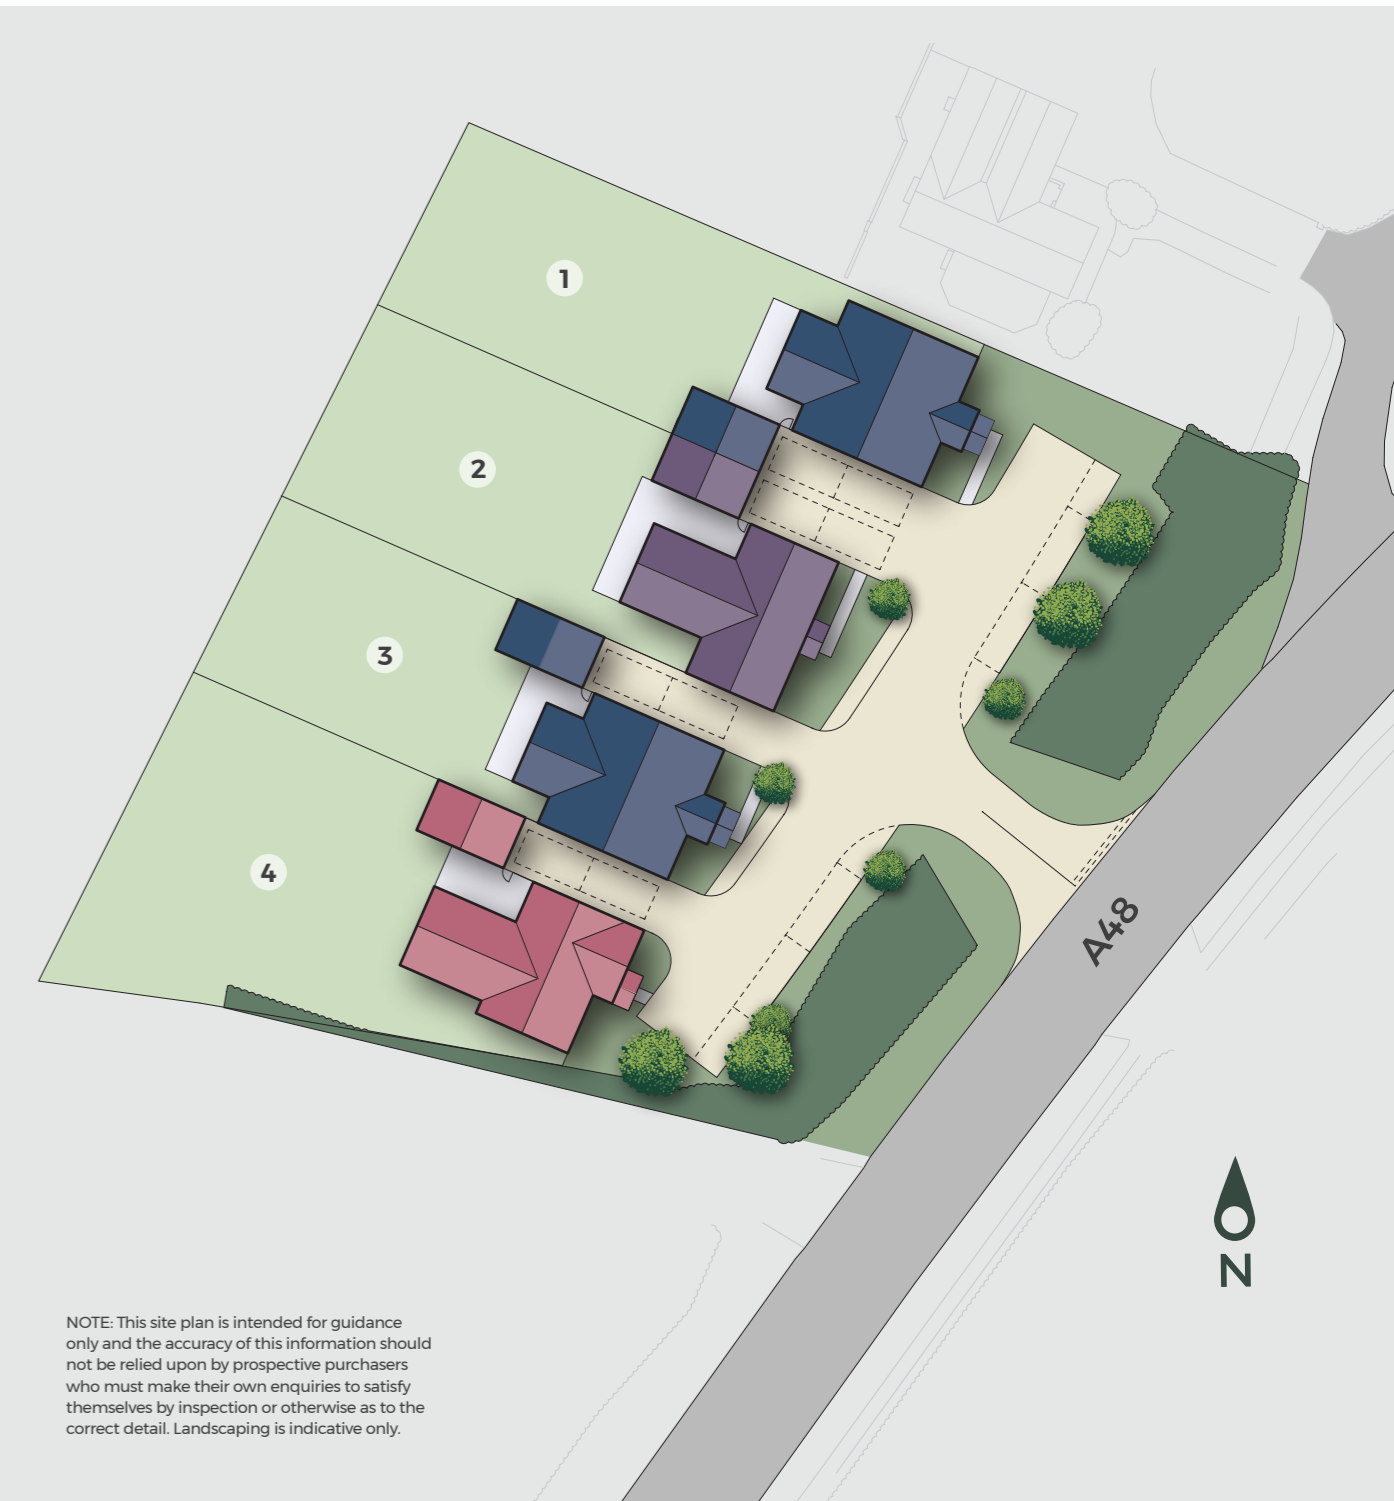 1
2
3
4
A48
N
NOTE: This site plan is intended for guidance
only and the accuracy of this information should
not be relied upon by prospective purchasers
who must make their own enquiries to satisfy
themselves by inspection or otherwise as to the
correct detail. Landscaping is indicative only.